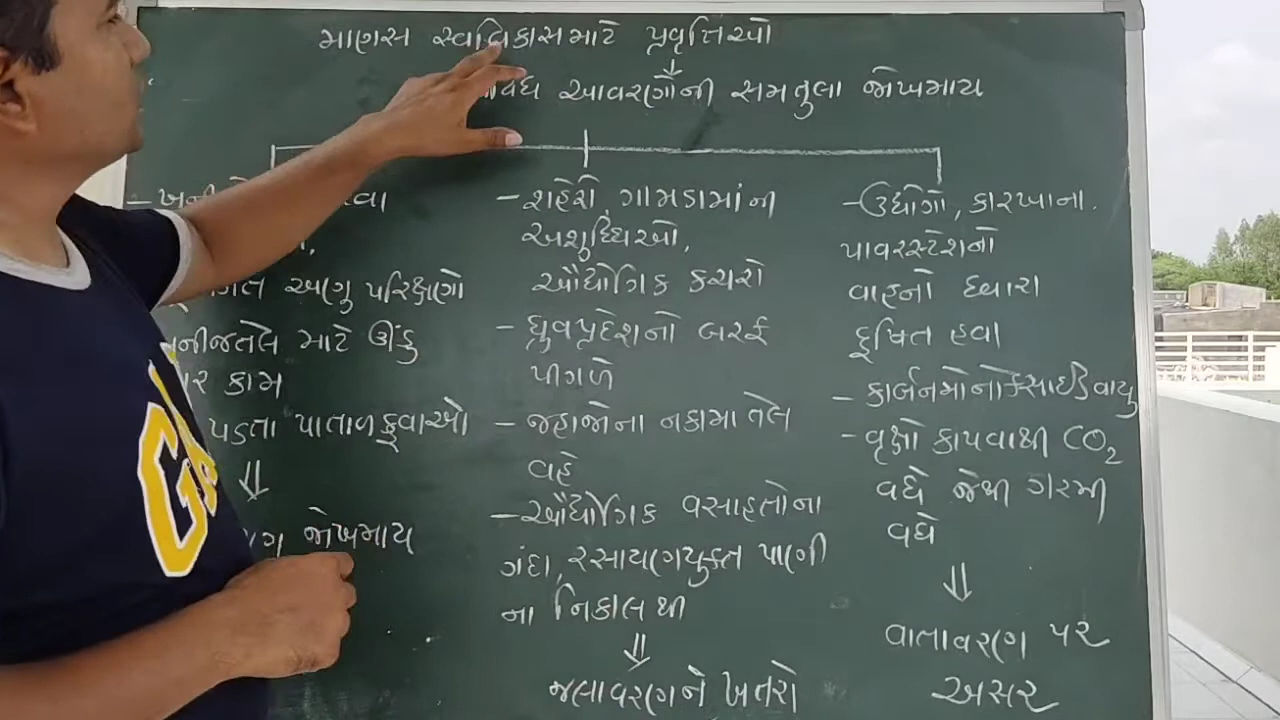 માણસ સ્વવિકાસ માટે પ્રવૃત્તિઓ
↓
આવરણોની સમતુલા જોખમાય
અણુ પરિક્ષણો
માટે ઊંડુ
કામ
પડતા પાતાળકૂવાઓ
⇓
જોખમાય
- શહેરો, ગામડામાંની
અશુધ્ધિઓ,
ઔદ્યોગિક કચરો
- ધ્રુવપ્રદેશનો બરફ
પીગળે
- જહાજોના નકામા તેલ
વહે
- ઔદ્યોગિક વસાહતોના
ગંદા, રસાયણયુક્ત પાણી
ના નિકાલ થી
⇓
જલાવરણને ખતરો
- ઉદ્યોગો, કારખાના.
પાવરસ્ટેશનો
વાહનો ધ્વારા
દૂષિત હવા
- કાર્બનમોનોક્સાઈડ વાયુ
- વૃક્ષો કાપવાથી CO₂
વધે જેથી ગરમી
વધે
⇓
વાતાવરણ પર
અસર